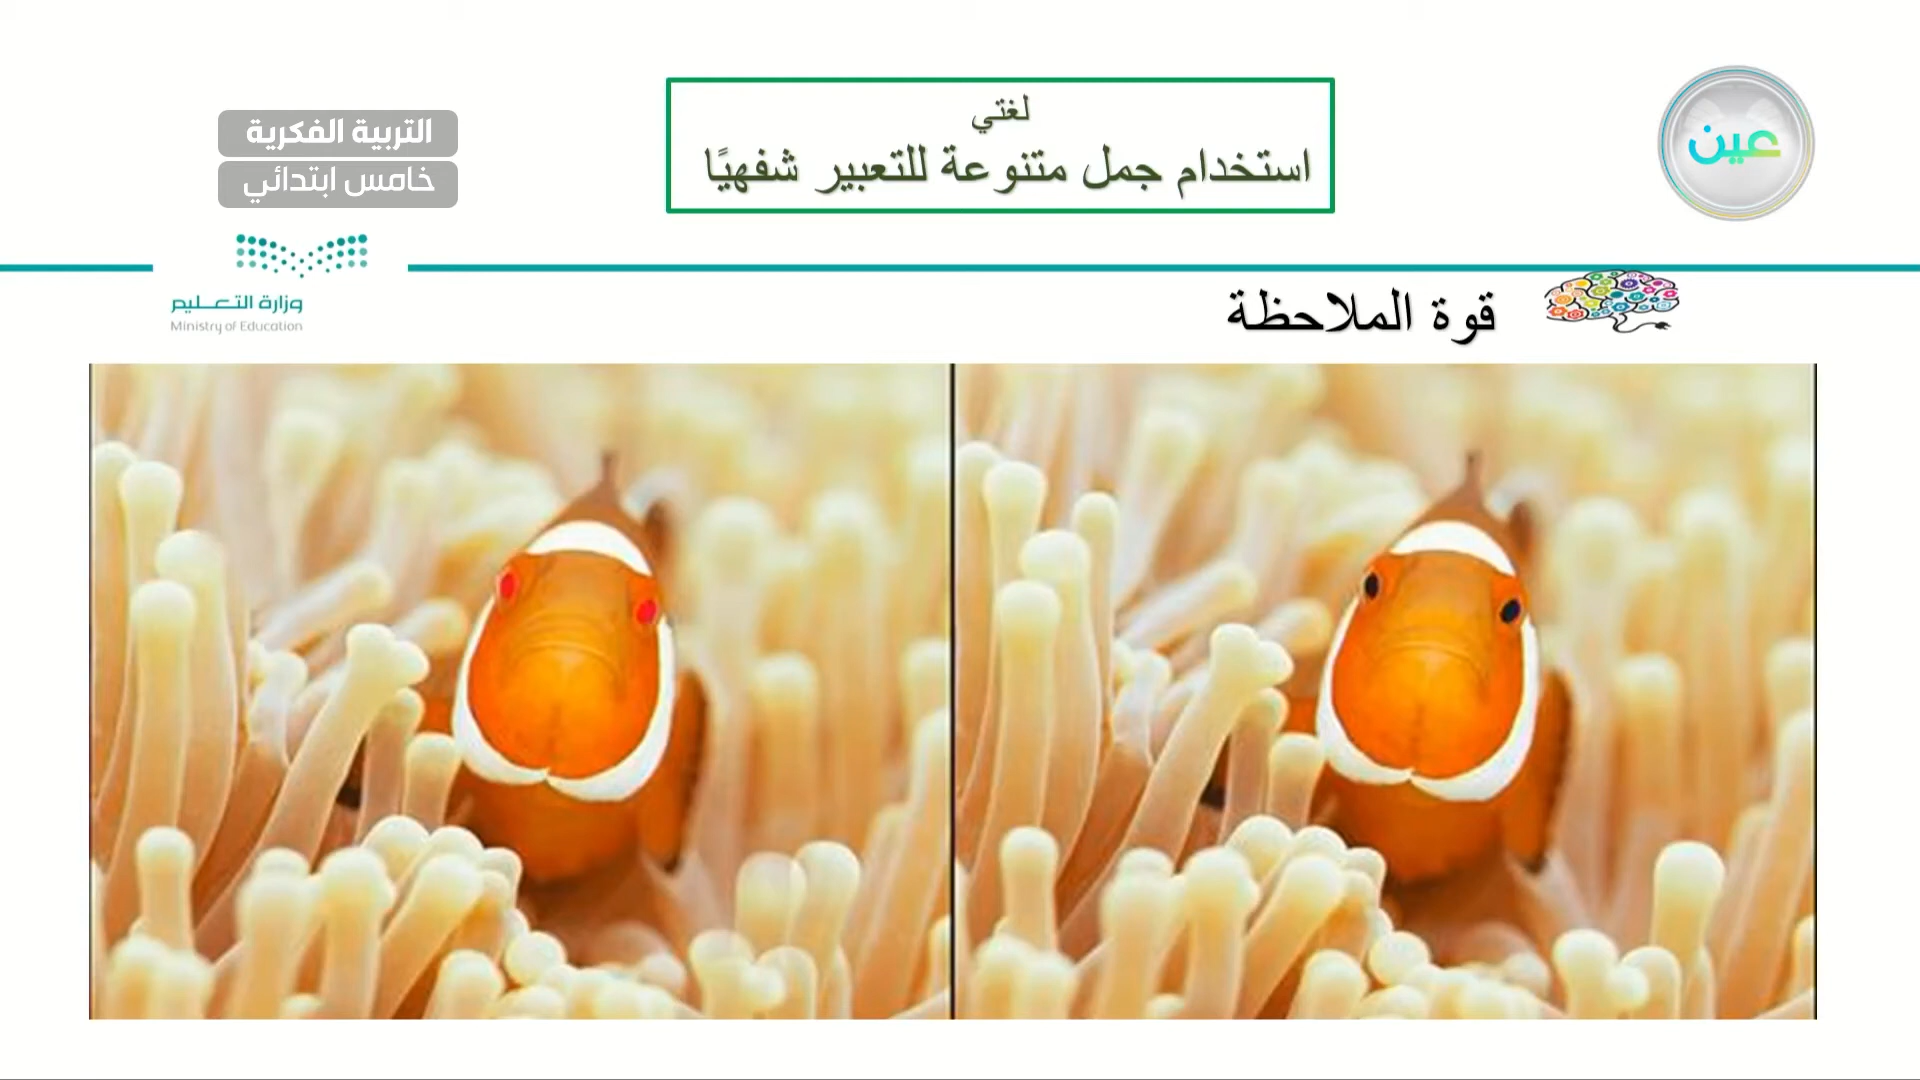 لغتي
استخدام جمل متنوعة للتعبير شفهيًا
عين
التربية الفكرية
خامس ابتدائي
وزارة التعليم
Ministry of Education
قوة الملاحظة